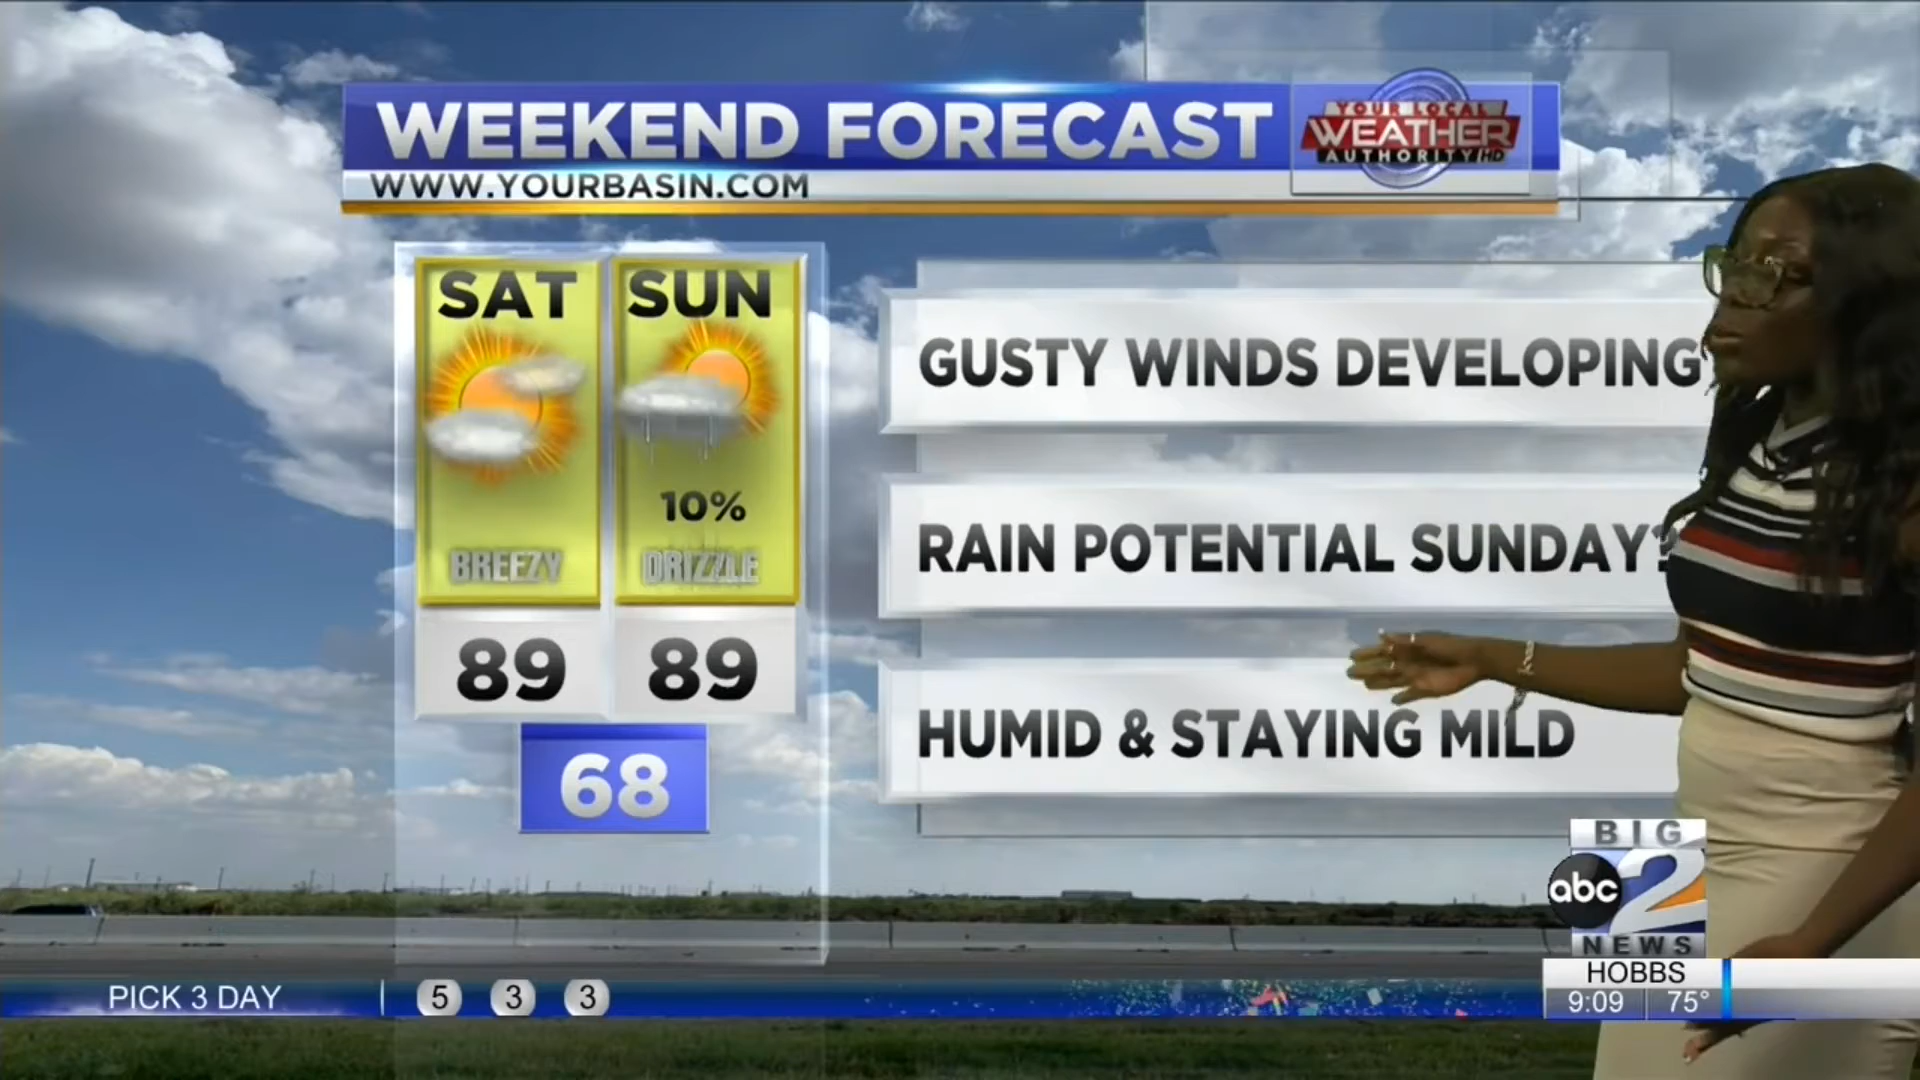 WEEKEND FORECAST
YOUR LOCAL
WEATHER
AUTHORITY HD
WWW.YOURBASIN.COM
SAT
SUN
10%
BREEZY
DRIZZLE
89
89
68
GUSTY WINDS DEVELOPING
RAIN POTENTIAL SUNDAY?
HUMID & STAYING MILD
BIG
abc 2
NEWS
HOBBS
9:09 75°
PICK 3 DAY 5 3 3